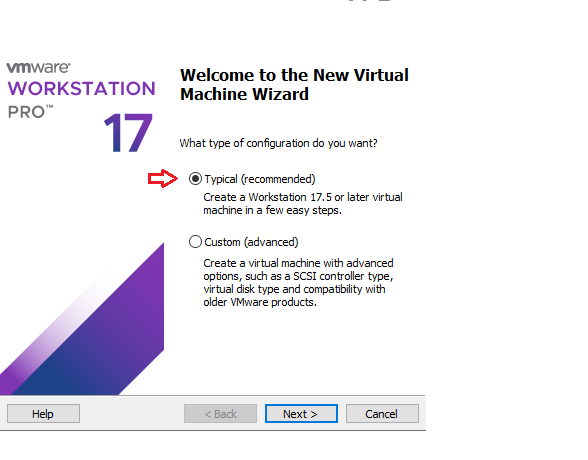 vmware
WORKSTATION
PRO™
17
Welcome to the New Virtual
Machine Wizard
What type of configuration do you want?
Typical (recommended)
Create a Workstation 17.5 or later virtual
machine in a few easy steps.
Custom (advanced)
Create a virtual machine with advanced
options, such as a SCSI controller type,
virtual disk type and compatibility with
older VMware products.
Help
< Back
Next >
Cancel